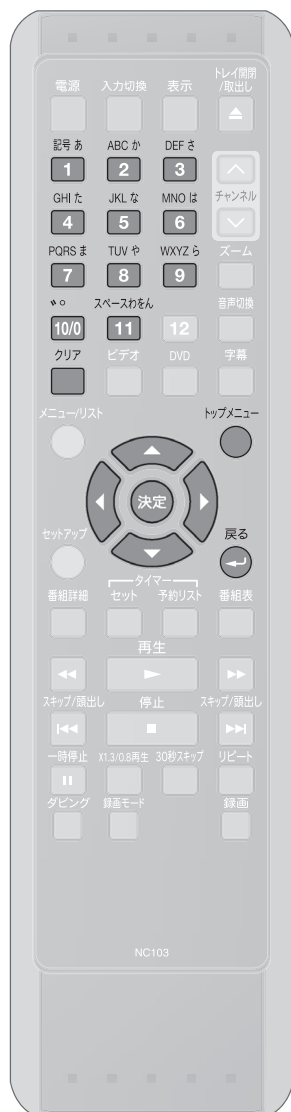 電源 入力切換 表示 トレイ開閉/取出し
記号 あ ABC か DEF さ
1 2 3
GHI た JKL な MNO は チャンネル
4 5 6
PQRS ま TUV や WXYZ ら ズーム
7 8 9
゛゜ スペースわをん 音声切換
10/0 11 12
クリア ビデオ DVD 字幕
メニュー/リスト トップメニュー
決定
セットアップ 戻る
タイマー
番組詳細 セット 予約リスト 番組表
再生
スキップ/頭出し 停止 スキップ/頭出し
一時停止 X1.3/0.8再生 30秒スキップ リピート
ダビング 録画モード 録画
NC103